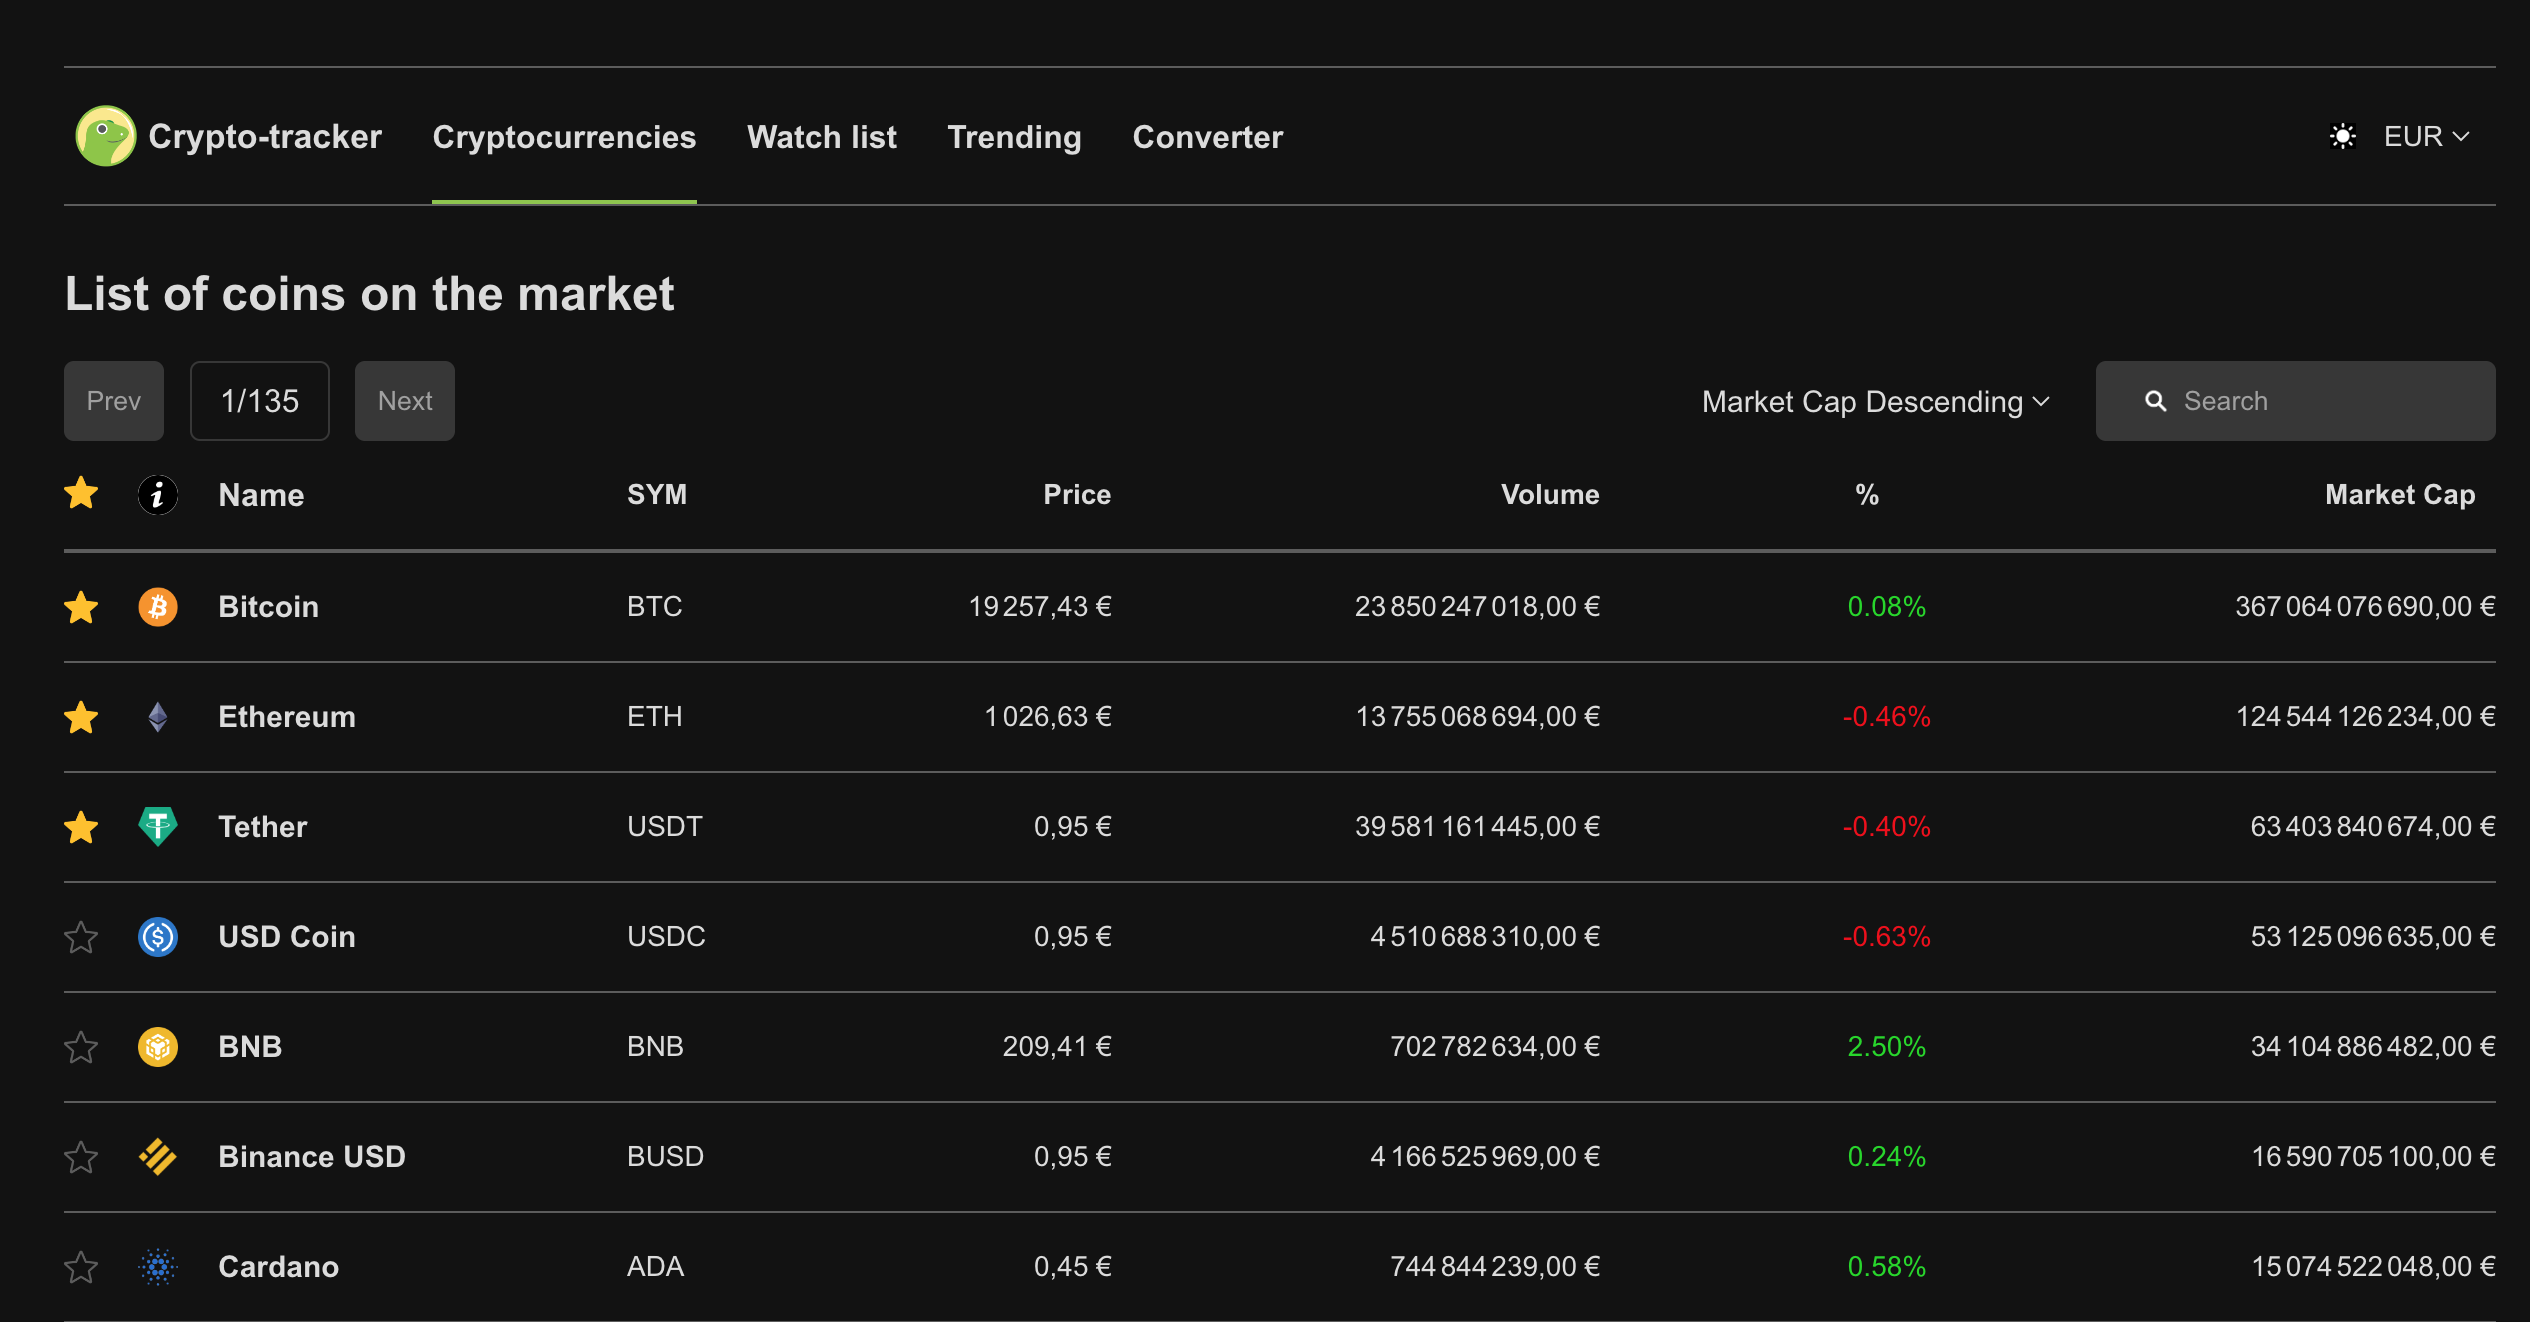 Crypto-tracker Cryptocurrencies Watch list Trending Converter EUR
List of coins on the market
Prev 1/135 Next Market Cap Descending Search
Name SYM Price Volume % Market Cap
Bitcoin BTC 19 257,43 € 23 850 247 018,00 € 0.08% 367 064 076 690,00 €
Ethereum ETH 1 026,63 € 13 755 068 694,00 € -0.46% 124 544 126 234,00 €
Tether USDT 0,95 € 39 581 161 445,00 € -0.40% 63 403 840 674,00 €
USD Coin USDC 0,95 € 4 510 688 310,00 € -0.63% 53 125 096 635,00 €
BNB BNB 209,41 € 702 782 634,00 € 2.50% 34 104 886 482,00 €
Binance USD BUSD 0,95 € 4 166 525 969,00 € 0.24% 16 590 705 100,00 €
Cardano ADA 0,45 € 744 844 239,00 € 0.58% 15 074 522 048,00 €